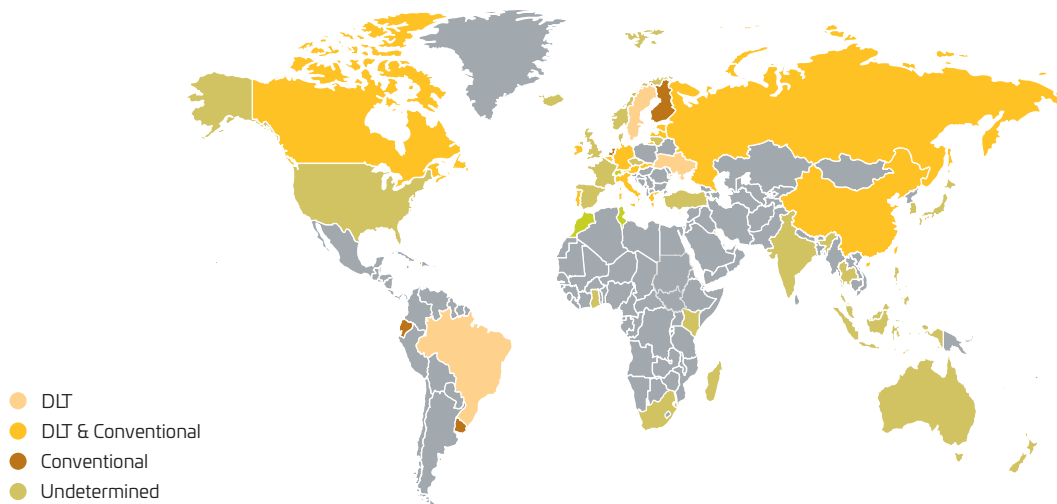 DLT
DLT & Conventional
Conventional
Undetermined